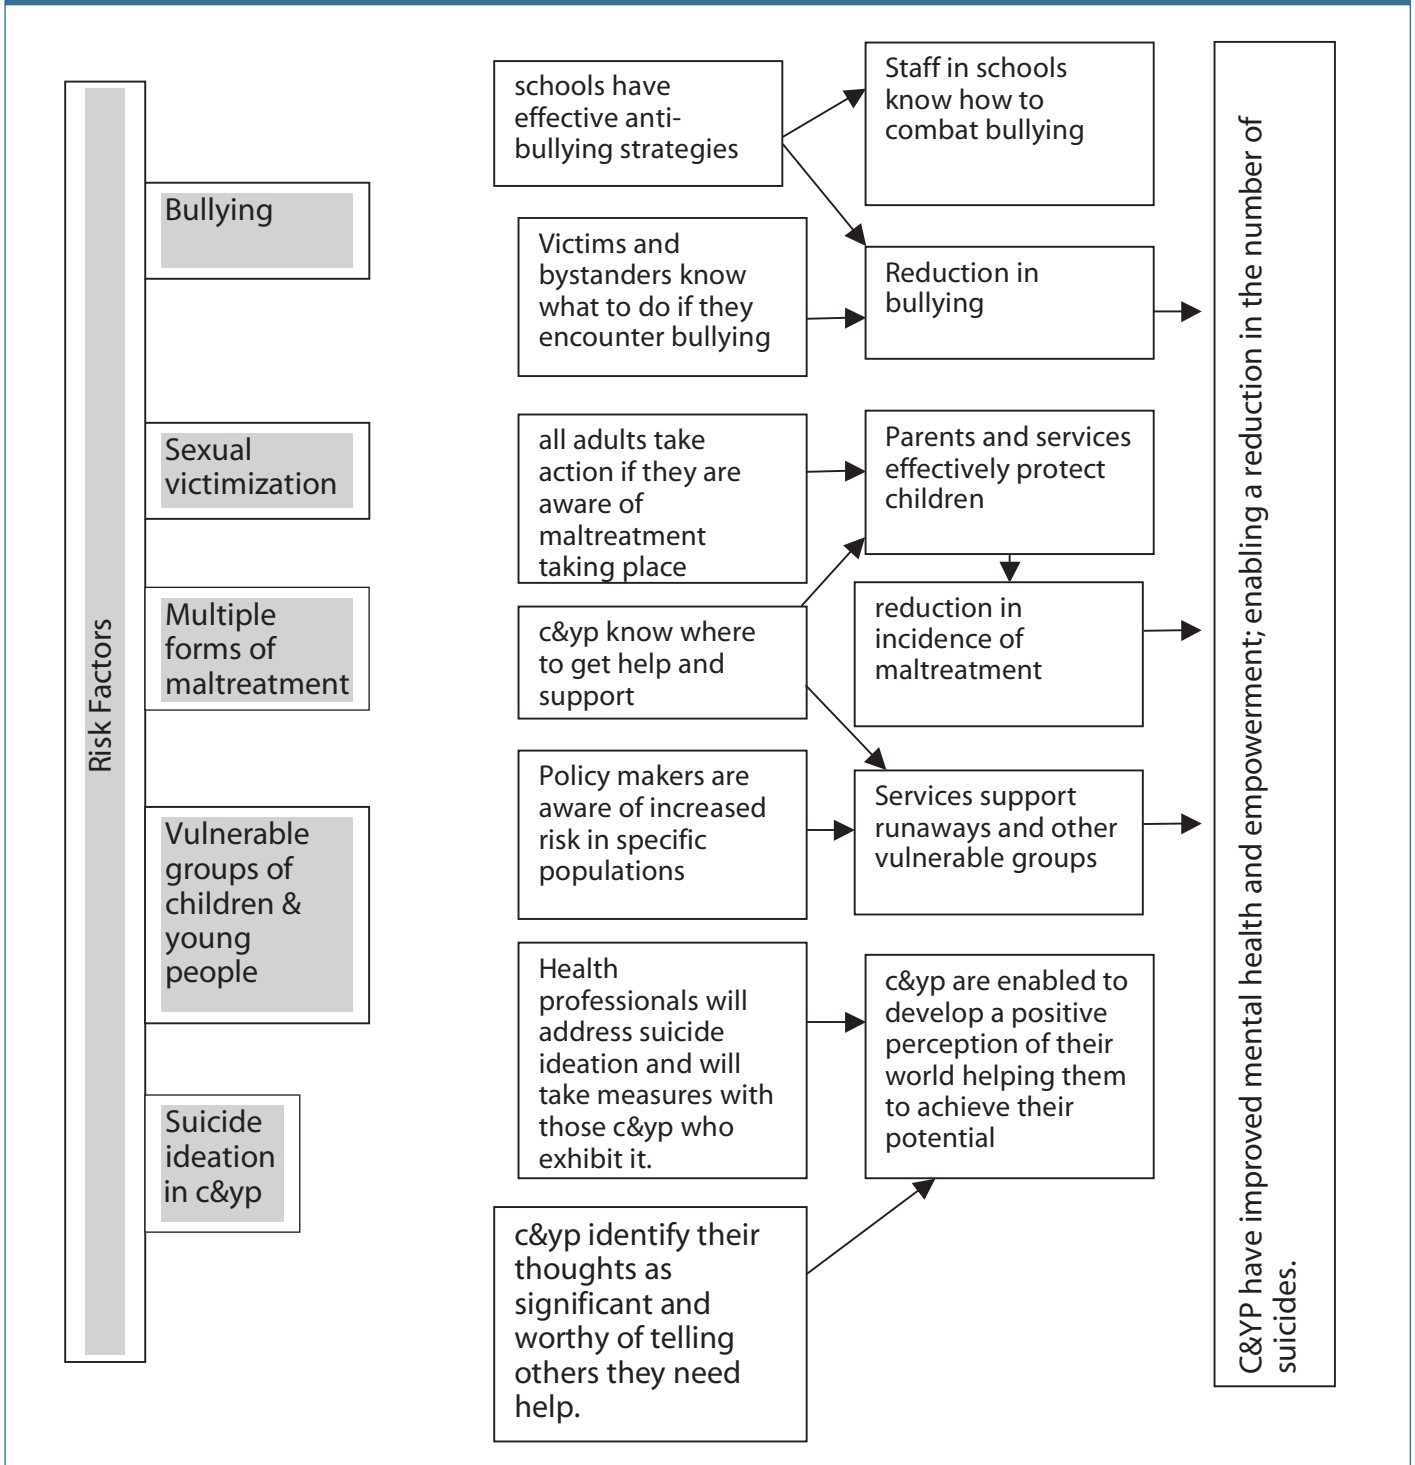 Risk Factors
Bullying
Sexual
victimization
Multiple
forms of
maltreatment
Vulnerable
groups of
children &
young
people
Suicide
ideation
in c&yp
schools have
effective anti-
bullying strategies
Victims and
bystanders know
what to do if they
encounter bullying
all adults take
action if they are
aware of
maltreatment
taking place
c&yp know where
to get help and
support
Policy makers are
aware of increased
risk in specific
populations
Health
professionals will
address suicide
ideation and will
take measures with
those c&yp who
exhibit it.
c&yp identify their
thoughts as
significant and
worthy of telling
others they need
help.
Staff in schools
know how to
combat bullying
Reduction in
bullying
Parents and services
effectively protect
children
reduction in
incidence of
maltreatment
Services support
runaways and other
vulnerable groups
c&yp are enabled to
develop a positive
perception of their
world helping them
to achieve their
potential
C&YP have improved mental health and empowerment; enabling a reduction in the number of
suicides.